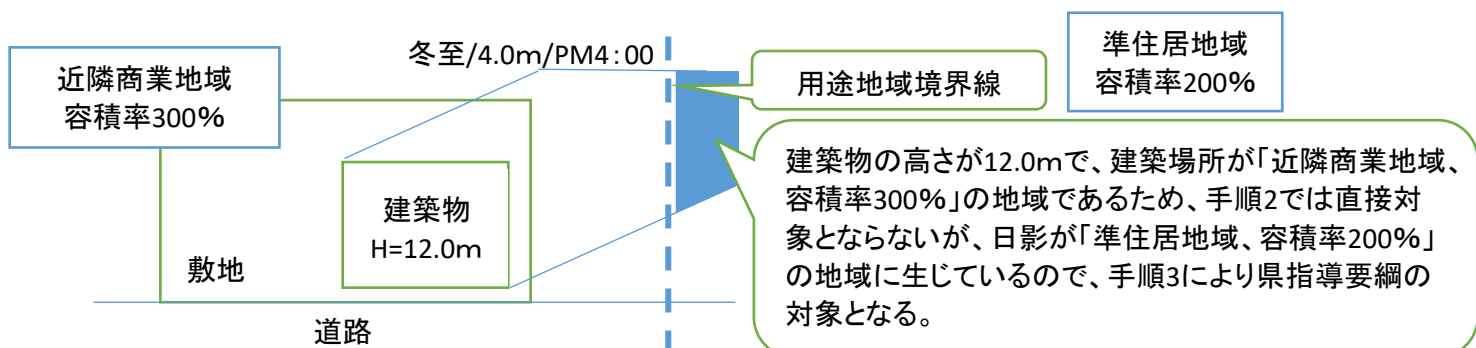 冬至/4.0m/PM4：00
近隣商業地域
容積率300%
用途地域境界線
準住居地域
容積率200%
建築物の高さが12.0mで、建築場所が「近隣商業地域、
容積率300%」の地域であるため、手順2では直接対
象とならないが、日影が「準住居地域、容積率200%」
の地域に生じているので、手順3により県指導要綱の
対象となる。
建築物
H=12.0m
敷地
道路